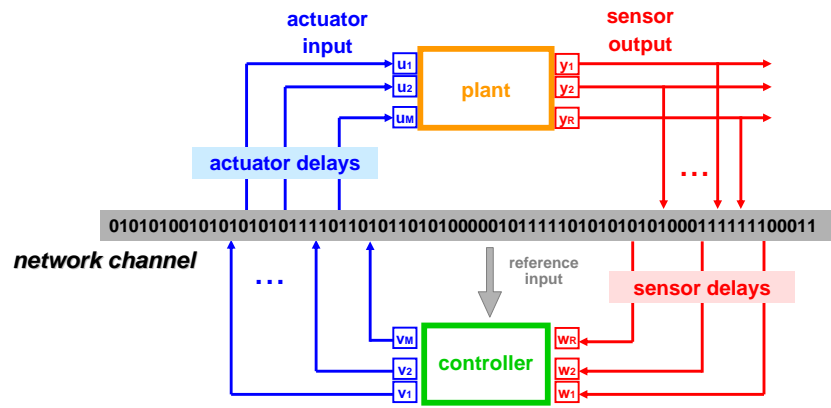 actuator
input
sensor
output
u1
u2
uM
plant
y1
y2
yR
actuator delays
...
network channel
...
reference
input
sensor delays
vM
v2
v1
controller
wR
w2
w1